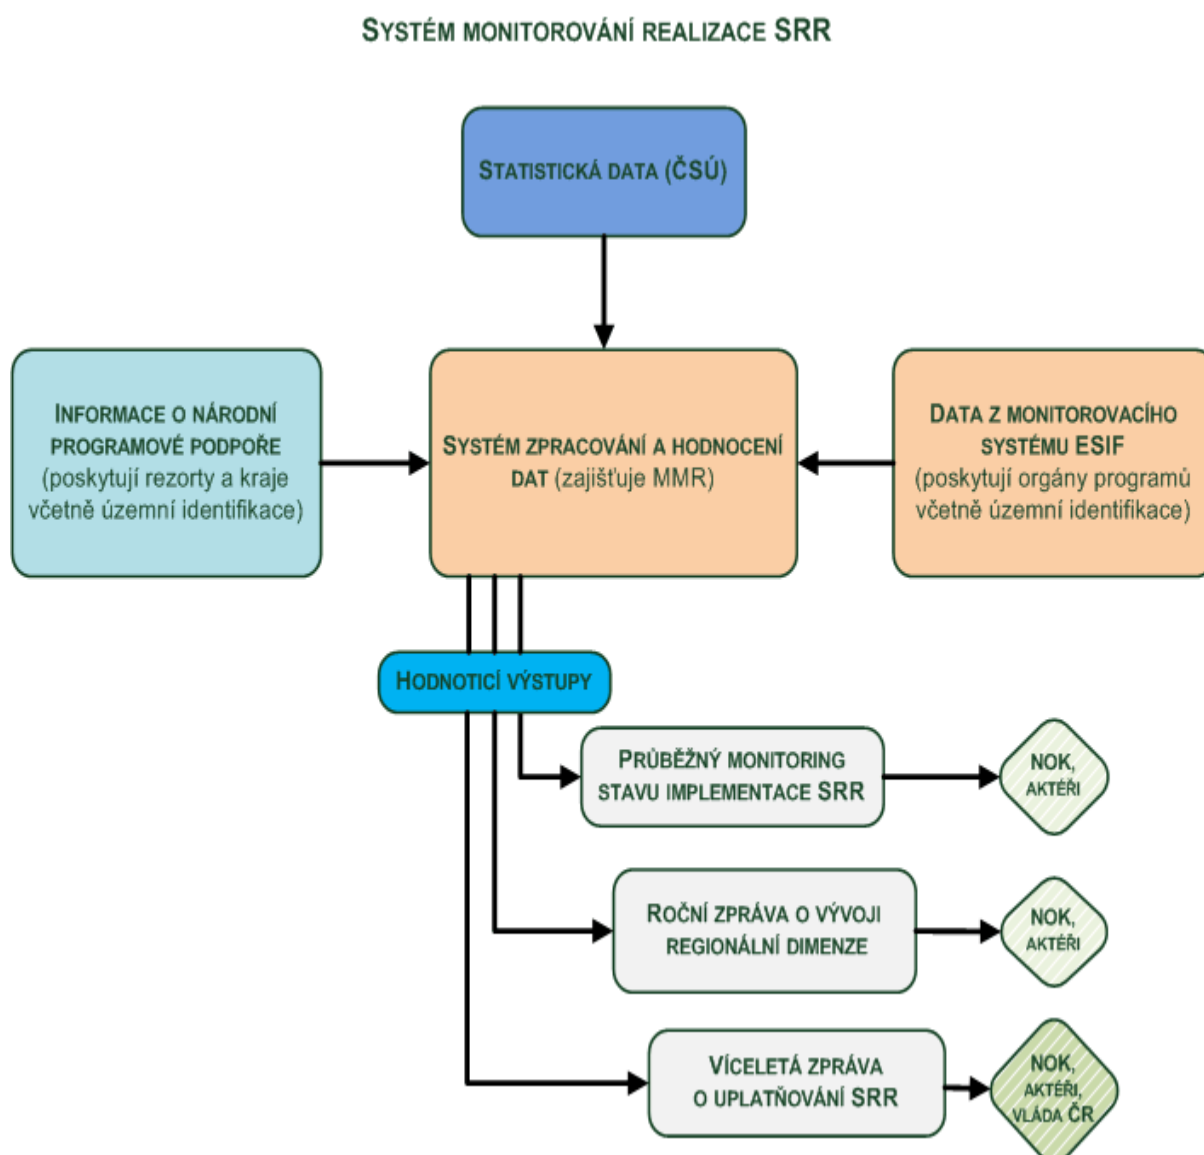 SYSTÉM MONITOROVÁNÍ REALIZACE SRR
STATISTICKÁ DATA (ČSÚ)
INFORMACE O NÁRODNÍ
PROGRAMOVÉ PODPOŘE
(poskytují rezorty a kraje
včetně územní identifikace)
SYSTÉM ZPRACOVÁNÍ A HODNOCENÍ
DAT (zajišťuje MMR)
DATA Z MONITOROVACÍHO
SYSTÉMU ESIF
(poskytují orgány programů
včetně územní identifikace)
HODNOTICÍ VÝSTUPY
PRŮBĚŽNÝ MONITORING
STAVU IMPLEMENTACE SRR
NOK,
AKTÉŘI
ROČNÍ ZPRÁVA O VÝVOJI
REGIONÁLNÍ DIMENZE
NOK,
AKTÉŘI
VÍCELETÁ ZPRÁVA
O UPLATŇOVÁNÍ SRR
NOK,
AKTÉŘI,
VLÁDA ČR